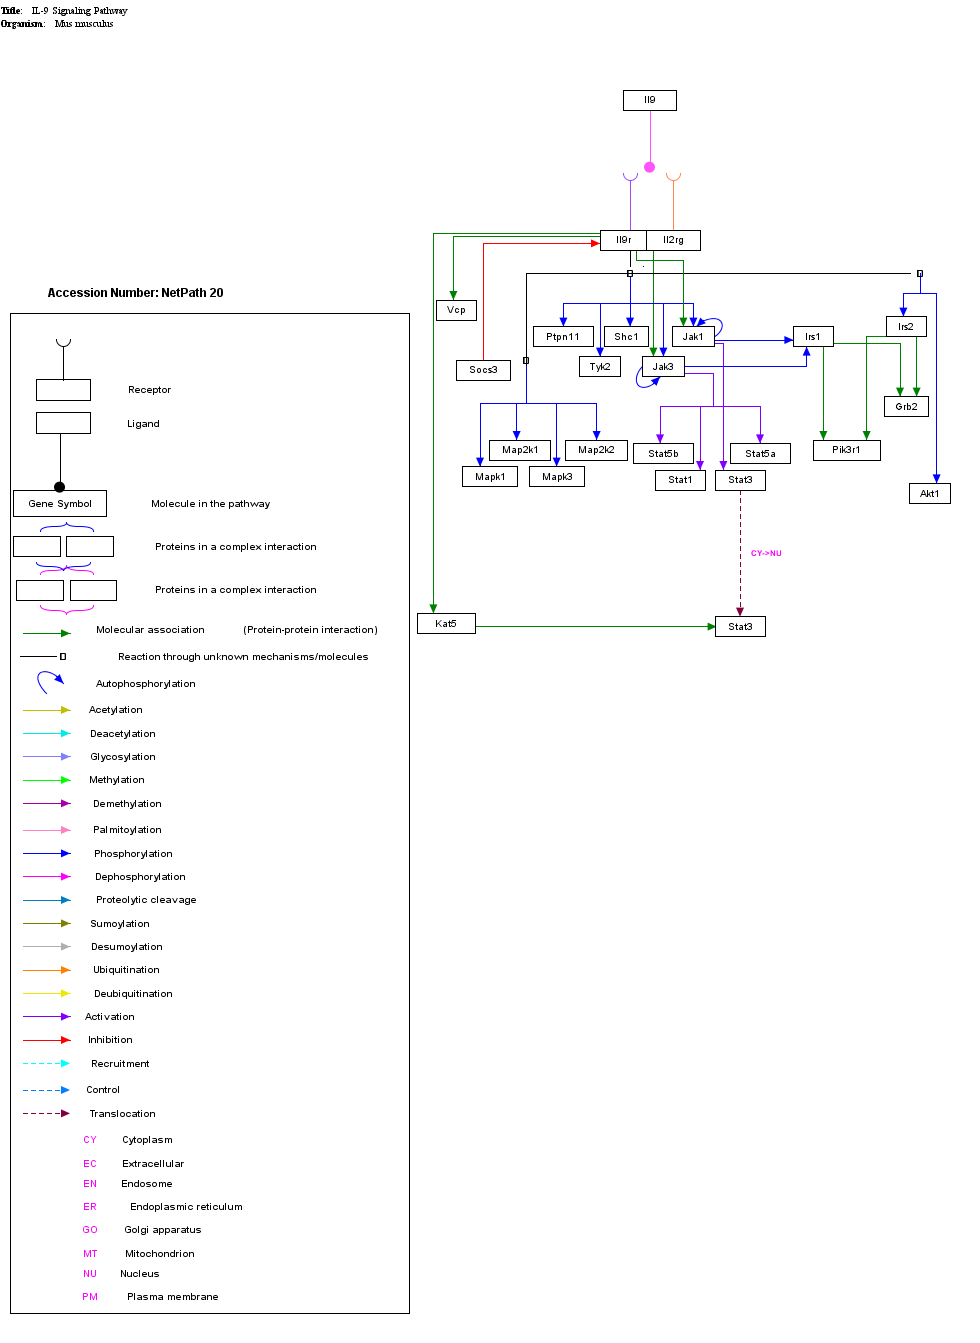 Title: IL-9 Signaling Pathway
Organism: Mus musculus
Il9
Il9r Il2rg
Accession Number: NetPath 20
Vcp
Ptpn11 Shc1 Jak1 Irs1 Irs2
Socs3 Tyk2 Jak3
Grb2
Map2k1 Map2k2 Stat5b Stat5a Pik3r1
Mapk1 Mapk3 Stat1 Stat3
Akt1
CY->NU
Kat5 Stat3
Receptor
Ligand
Gene Symbol Molecule in the pathway
Proteins in a complex interaction
Proteins in a complex interaction
Molecular association (Protein-protein interaction)
Reaction through unknown mechanisms/molecules
Autophosphorylation
Acetylation
Deacetylation
Glycosylation
Methylation
Demethylation
Palmitoylation
Phosphorylation
Dephosphorylation
Proteolytic cleavage
Sumoylation
Desumoylation
Ubiquitination
Deubiquitination
Activation
Inhibition
Recruitment
Control
Translocation
CY Cytoplasm
EC Extracellular
EN Endosome
ER Endoplasmic reticulum
GO Golgi apparatus
MT Mitochondrion
NU Nucleus
PM Plasma membrane